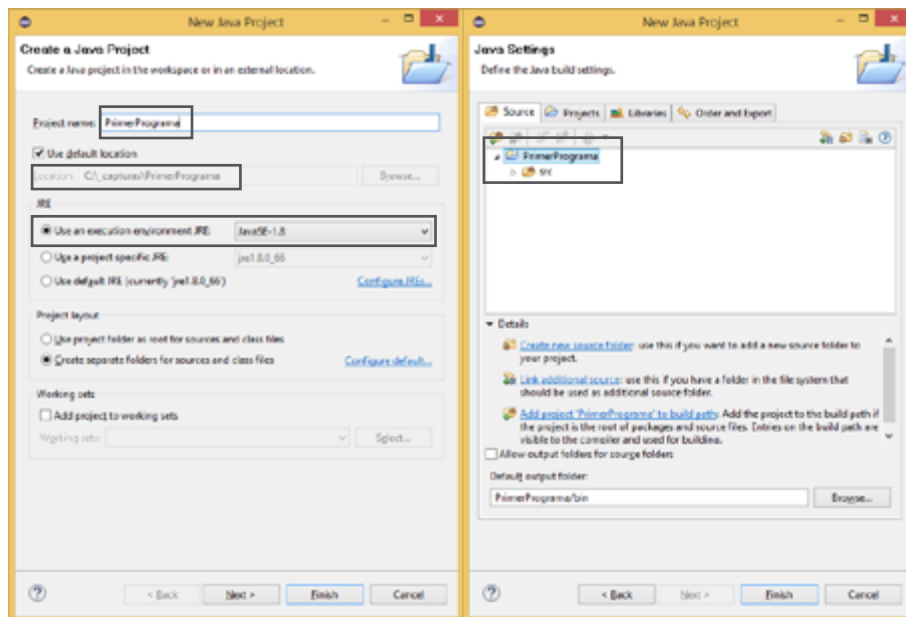 New Java Project
Create a Java Project
Create a Java project in the workspace or in an external location.
Project name: PrimerPrograma
Use default location
Location: C:\_capturas\PrimerPrograma Browse...
JRE
Use an execution environment JRE: JavaSE-1.8
Use a project specific JRE: jre1.8.0_66
Use default JRE (currently 'jre1.8.0_66') Configure JREs...
Project layout
Use project folder as root for sources and class files
Create separate folders for sources and class files Configure default...
Working sets
Add project to working sets
Working sets: Select...
< Back Next > Finish Cancel
New Java Project
Java Settings
Define the Java build settings.
Source Projects Libraries Order and Export
PrimerPrograma
src
Details
Create new source folder: use this if you want to add a new source folder to
your project.
Link additional source: use this if you have a folder in the file system that
should be used as additional source folder.
Add project 'PrimerPrograma' to build path: Add the project to the build path if
the project is the root of packages and source files. Entries on the build path are
visible to the compiler and used for building.
Allow output folders for source folders
Default output folder:
PrimerPrograma/bin Browse...
< Back Next > Finish Cancel